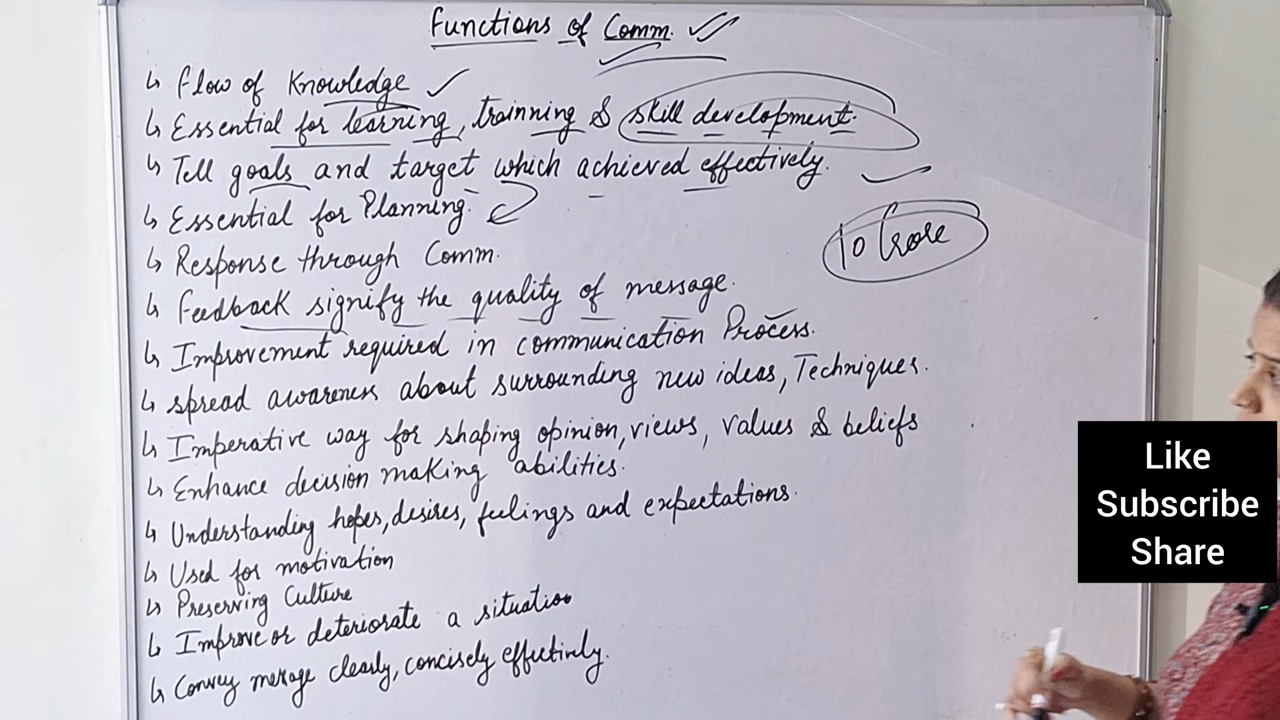 Functions of Comm.
↳ Flow of Knowledge
↳ Essential for learning, trainning & skill development.
↳ Tell goals and target which achieved effectively.
↳ Essential for Planning.
↳ Response through Comm.
↳ Feedback signify the quality of message.
↳ Improvement required in communication Process.
↳ spread awareness about surrounding new ideas, Techniques.
↳ Imperative way for shaping opinion, views, values & beliefs
↳ Enhance decision making abilities.
↳ Understanding hopes, desires, feelings and expectations.
↳ Used for motivation
↳ Preserving Culture
↳ Improve or deteriorate a situation
↳ Convey message clearly, concisely effectively.
10 Crore
Like
Subscribe
Share